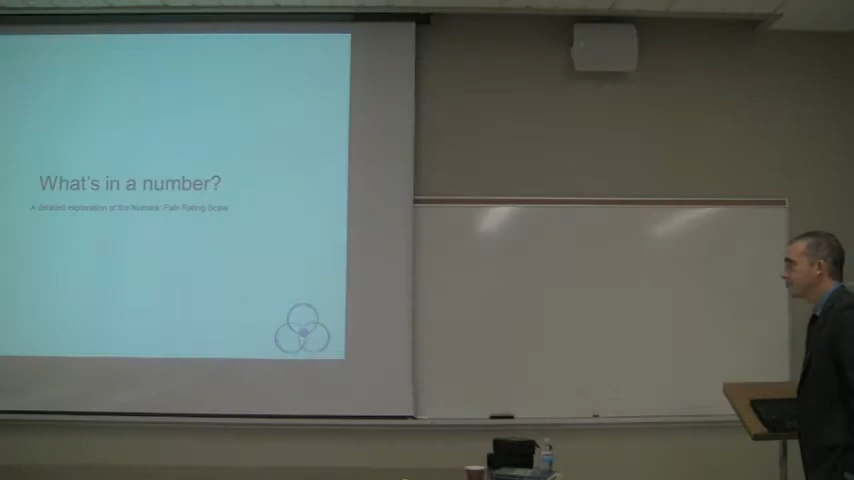 What's in a number?
A detailed exploration of the Numeric Pain Rating Scale